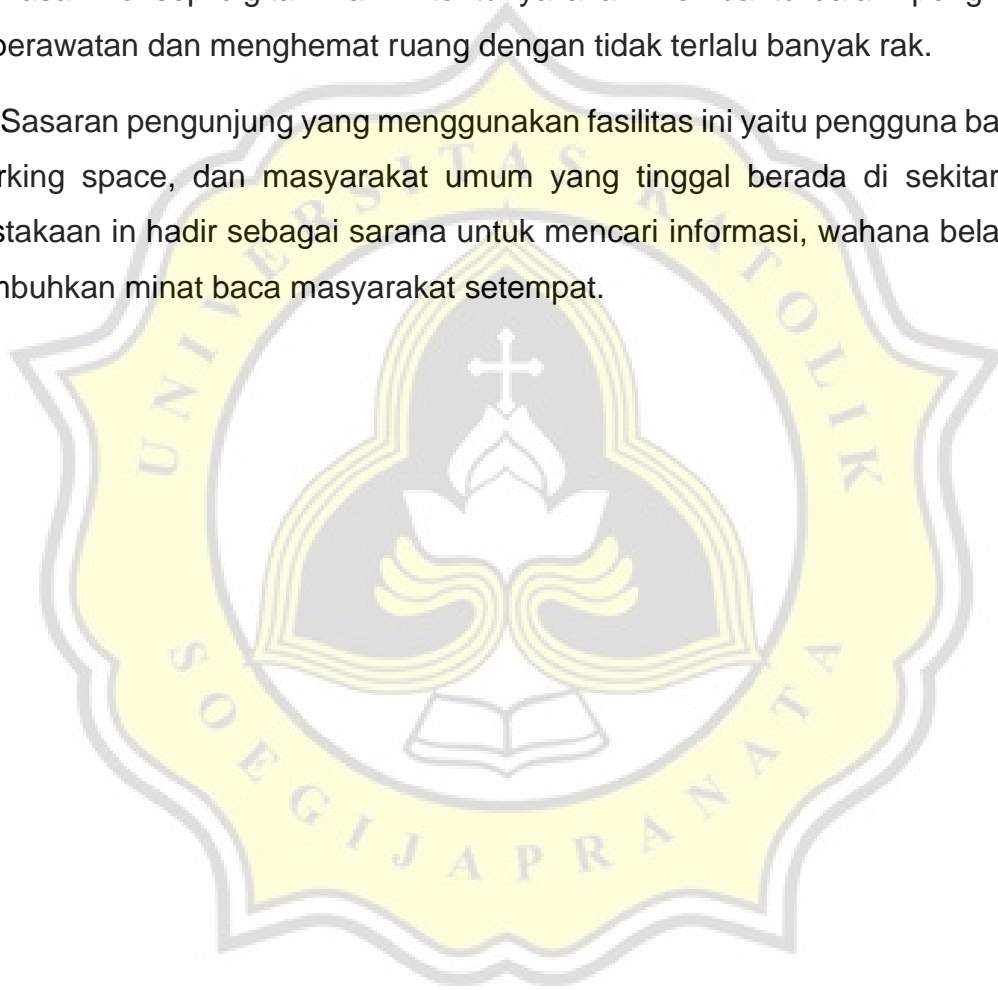 perawatan dan menghemat ruang dengan tidak terlalu banyak rak.
Sasaran pengunjung yang menggunakan fasilitas ini yaitu pengguna ba
rking space, dan masyarakat umum yang tinggal berada di sekitar
stakaan in hadir sebagai sarana untuk mencari informasi, wahana bela
mbuhkan minat baca masyarakat setempat.
UNIVERSITAS KATOLIK
SOEGIJAPRANATA